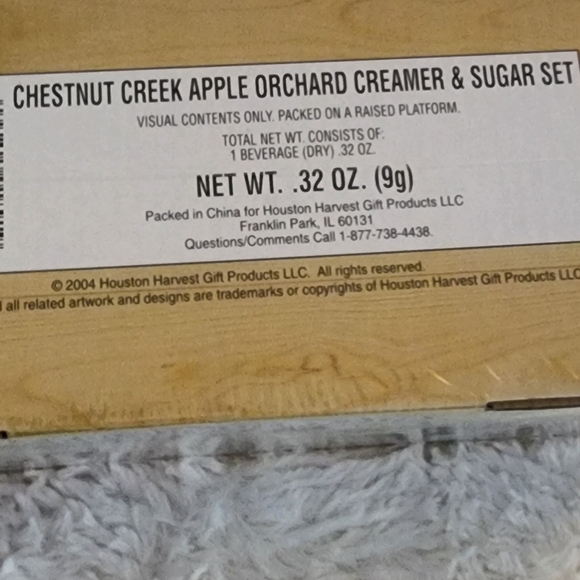 CHESTNUT CREEK APPLE ORCHARD CREAMER & SUGAR SET
VISUAL CONTENTS ONLY. PACKED ON A RAISED PLATFORM.
TOTAL NET WT. CONSISTS OF:
1 BEVERAGE (DRY) .32 OZ.
NET WT. .32 OZ. (9g)
Packed in China for Houston Harvest Gift Products LLC
Franklin Park, IL 60131
Questions/Comments Call 1-877-738-4438.
© 2004 Houston Harvest Gift Products LLC. All rights reserved.
all related artwork and designs are trademarks or copyrights of Houston Harvest Gift Products LLC